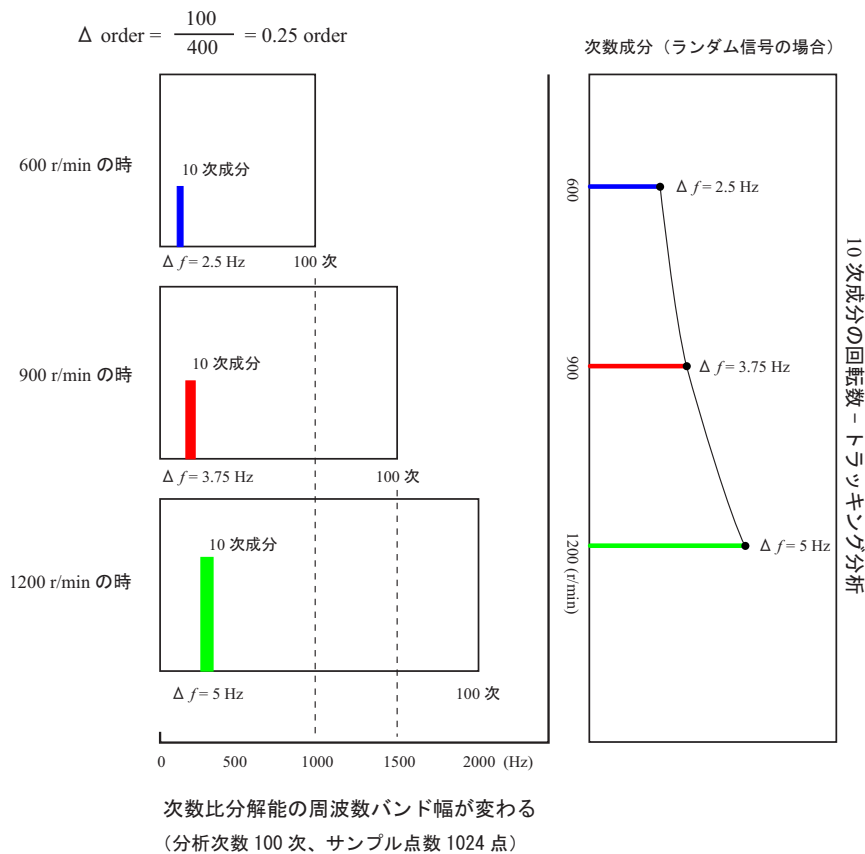 Δ order = 100 / 400 = 0.25 order
600 r/min の時
10 次成分
Δ f = 2.5 Hz
100 次
900 r/min の時
10 次成分
Δ f = 3.75 Hz
100 次
1200 r/min の時
10 次成分
Δ f = 5 Hz
100 次
0 500 1000 1500 2000 (Hz)
次数比分解能の周波数バンド幅が変わる
(分析次数 100 次、サンプル点数 1024 点)
次数成分（ランダム信号の場合）
600
Δ f = 2.5 Hz
900
Δ f = 3.75 Hz
1200 (r/min)
Δ f = 5 Hz
10 次成分の回転数 − トラッキング分析